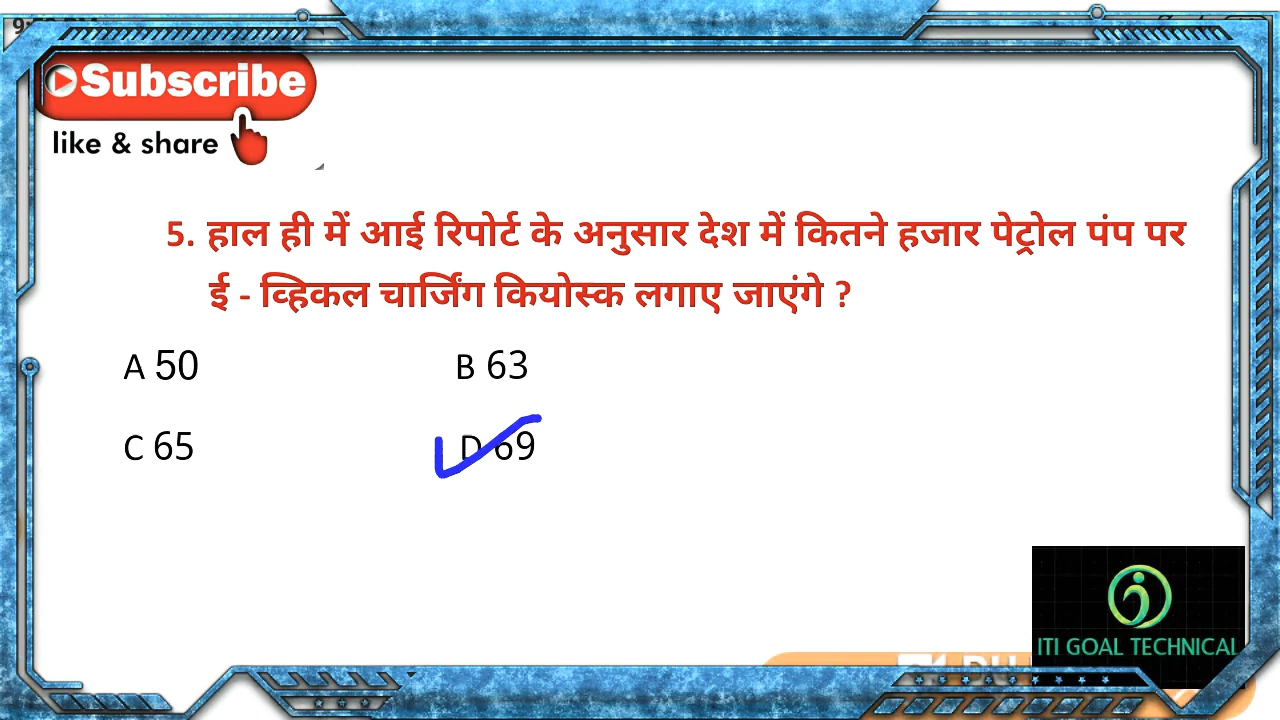 Subscribe
like & share
5. हाल ही में आई रिपोर्ट के अनुसार देश में कितने हजार पेट्रोल पंप पर
ई - व्हिकल चार्जिंग कियोस्क लगाए जाएंगे ?
A 50
B 63
C 65
D 69
ITI GOAL TECHNICAL